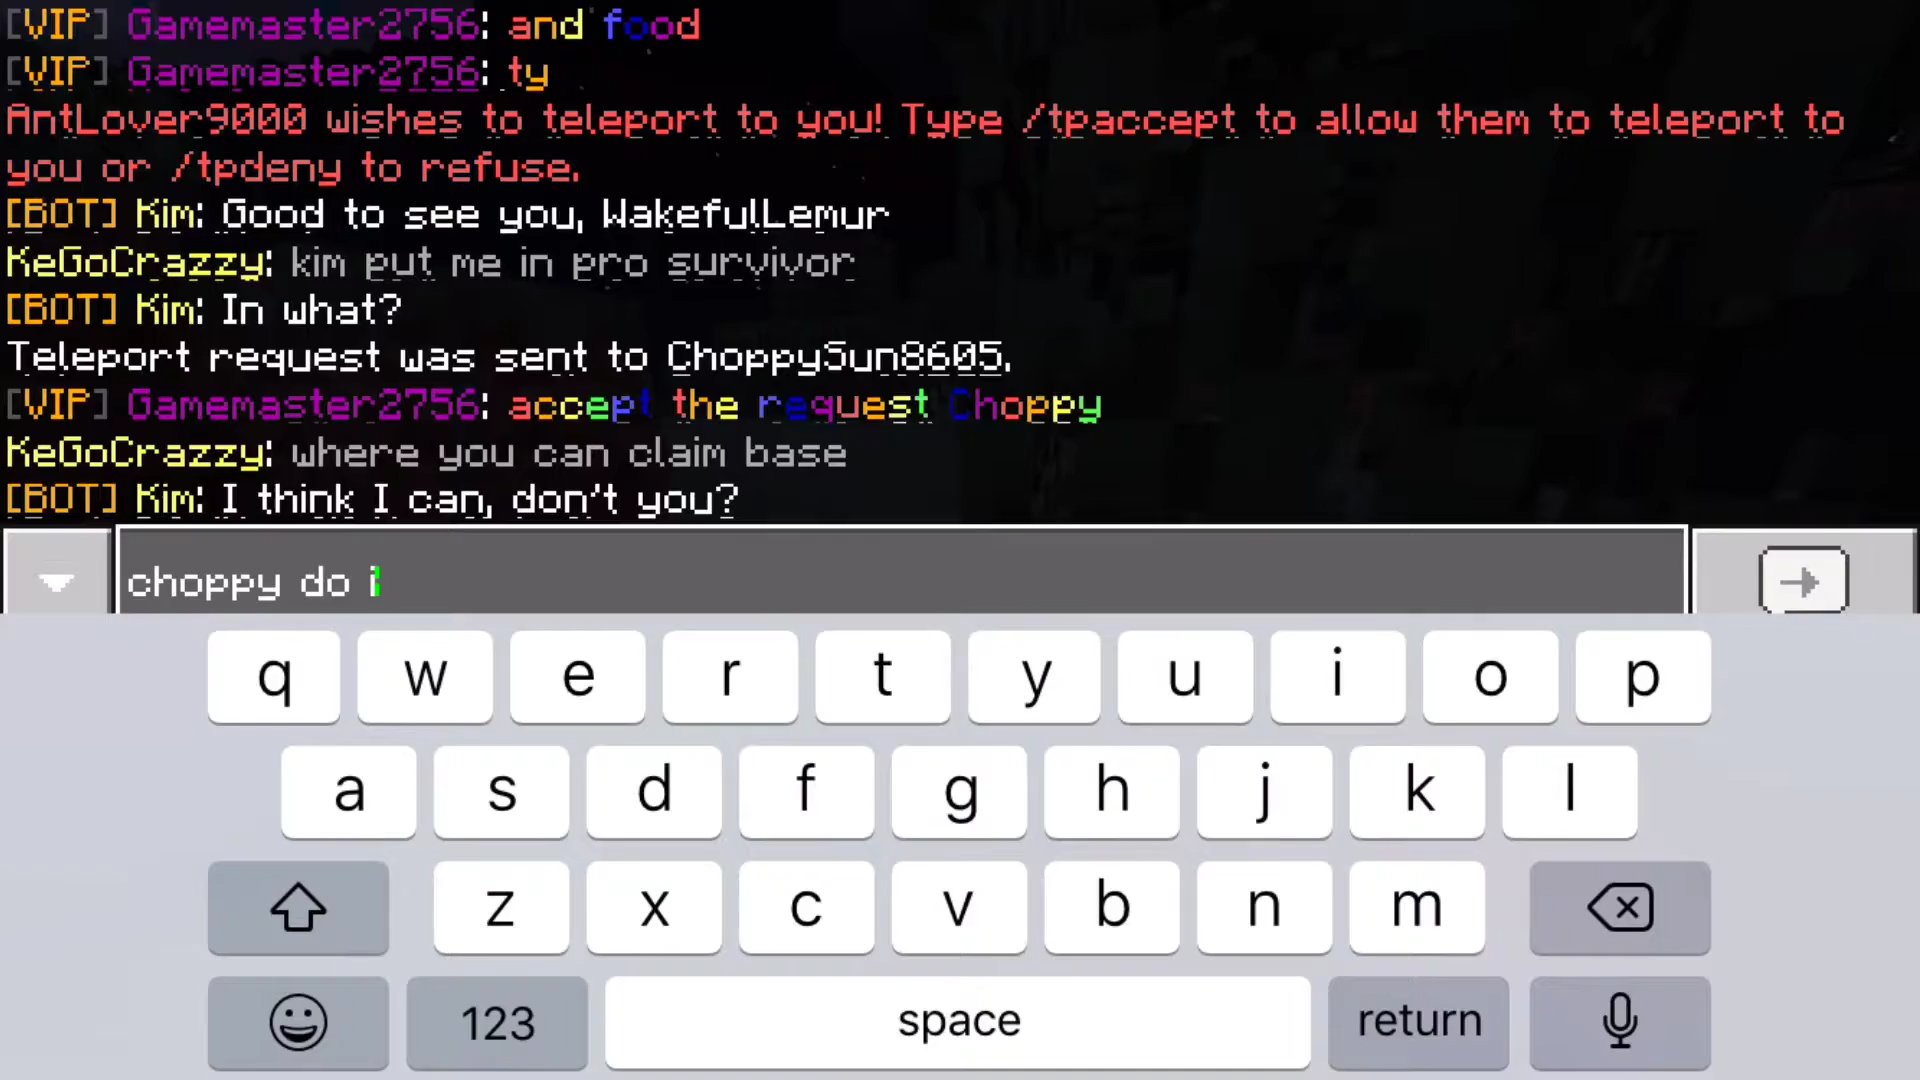 [VIP] Gamemaster2756: and food
[VIP] Gamemaster2756: ty
AntLover9000 wishes to teleport to you! Type /tpaccept to allow them to teleport to
you or /tpdeny to refuse.
[BOT] Kim: Good to see you, WakefulLemur
KeGoCrazzy: kim put me in pro survivor
[BOT] Kim: In what?
Teleport request was sent to ChoppySun8605.
[VIP] Gamemaster2756: accept the request Choppy
KeGoCrazzy: where you can claim base
[BOT] Kim: I think I can, don't you?
choppy do i
q w e r t y u i o p
a s d f g h j k l
z x c v b n m
123 space return